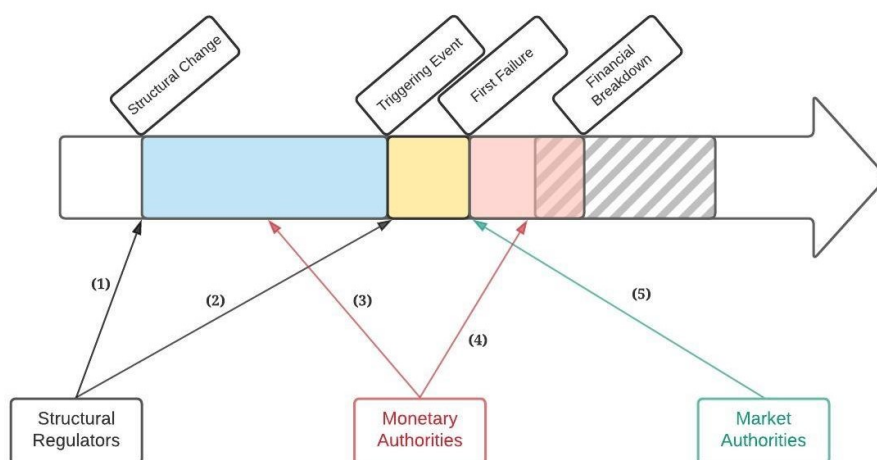 Structural Change
Triggering Event
First Failure
Financial
Breakdown
(1)
(2)
(3)
(4)
(5)
Structural
Regulators
Monetary
Authorities
Market
Authorities